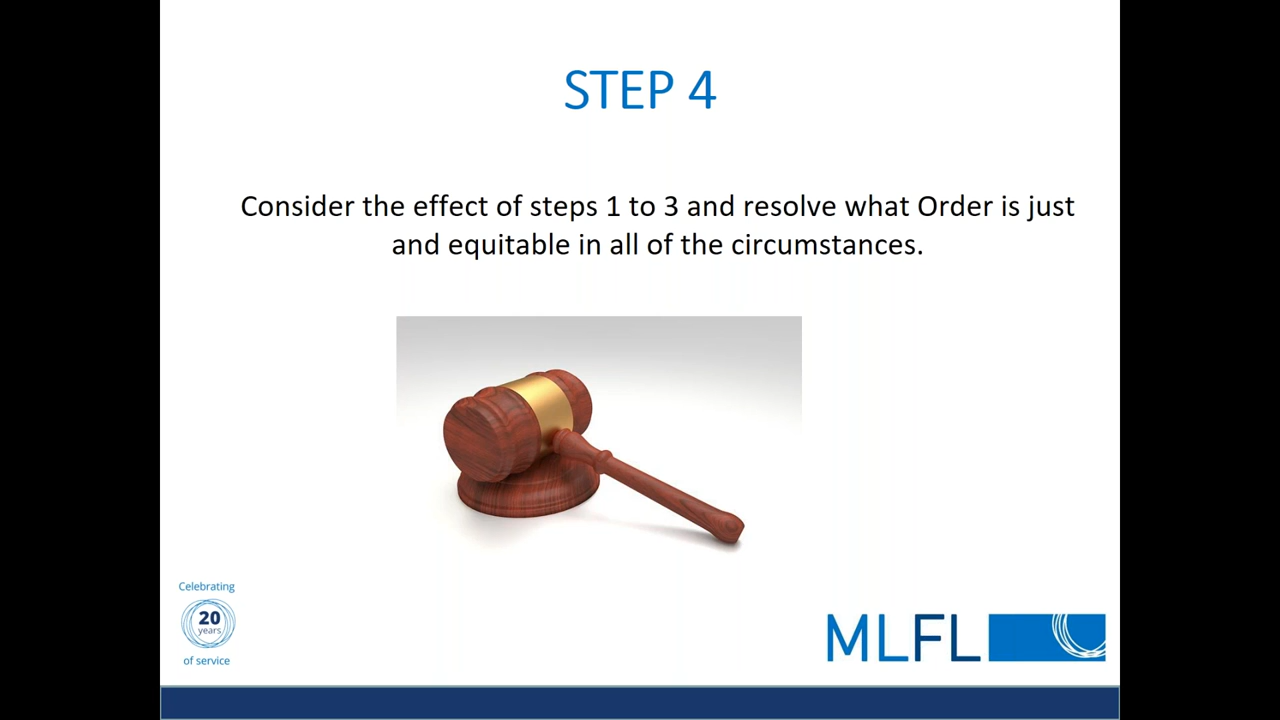 STEP 4
Consider the effect of steps 1 to 3 and resolve what Order is just
and equitable in all of the circumstances.
Celebrating
20
years
of service
MLFL